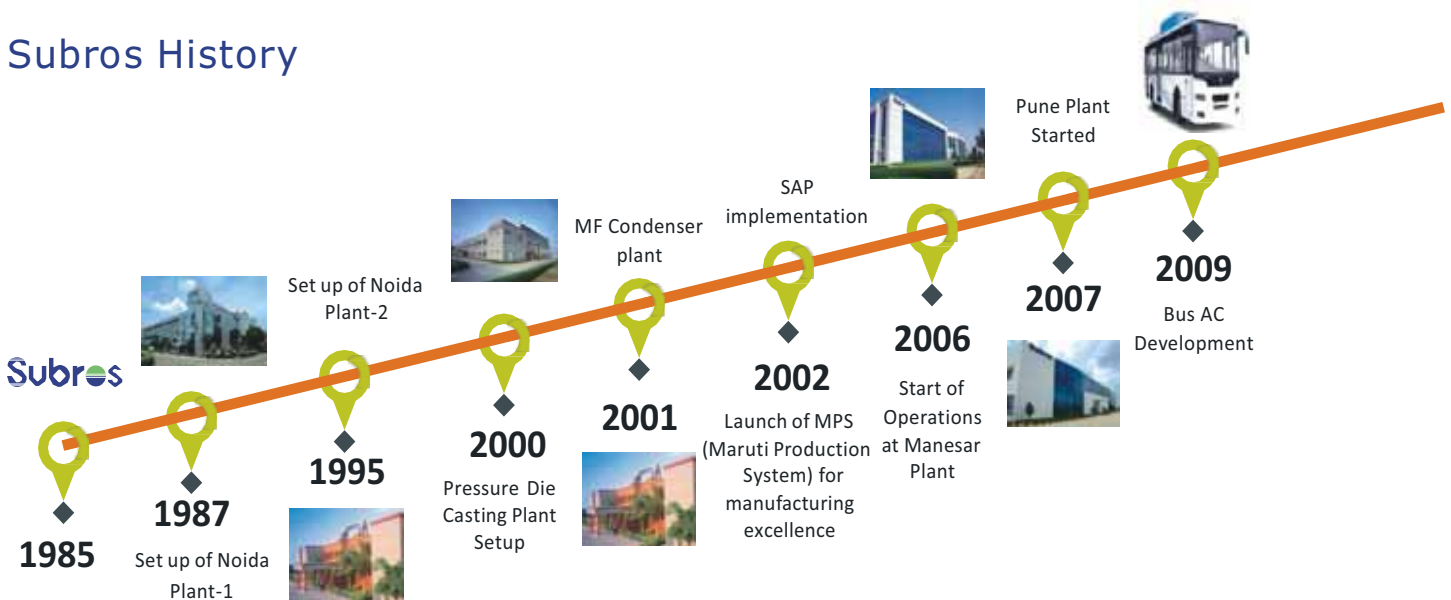 Subros History
Subros
1985
1987
Set up of Noida
Plant-1
Set up of Noida
Plant-2
1995
2000
Pressure Die
Casting Plant
Setup
MF Condenser
plant
2001
SAP
implementation
2002
Launch of MPS
(Maruti Production
System) for
manufacturing
excellence
2006
Start of
Operations
at Manesar
Plant
Pune Plant
Started
2007
2009
Bus AC
Development